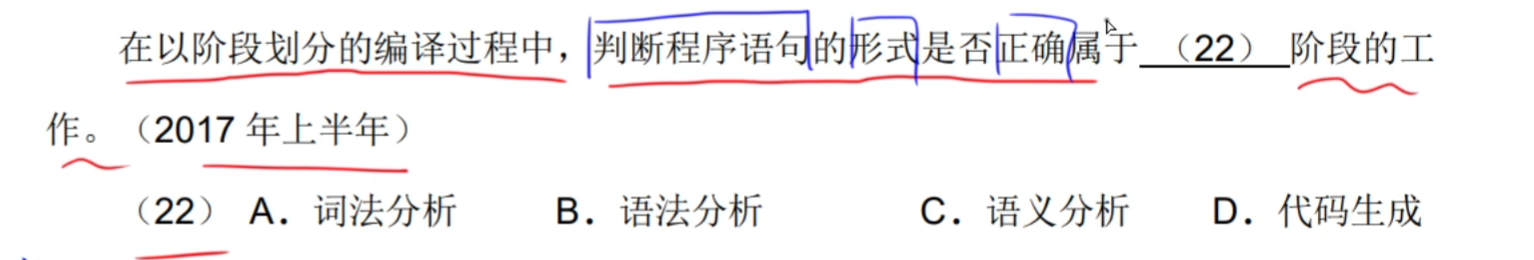 在以阶段划分的编译过程中，判断程序语句的形式是否正确属于 （22） 阶段的工
作。（2017 年上半年）
（22） A．词法分析 B．语法分析 C．语义分析 D．代码生成